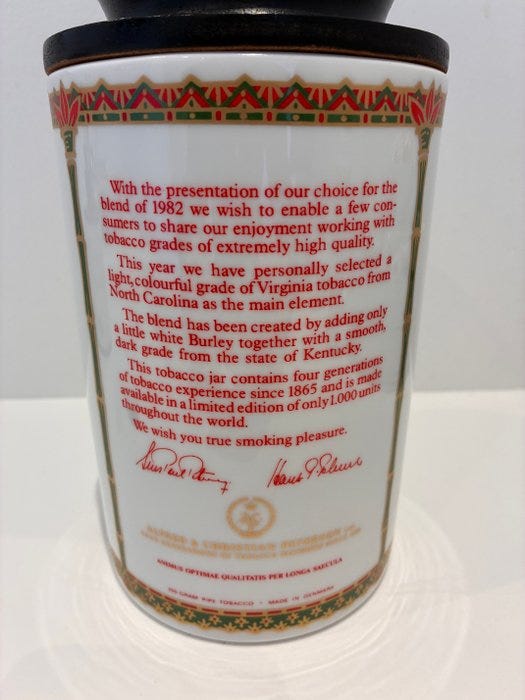 With the presentation of our choice for the
blend of 1982 we wish to enable a few con-
sumers to share our enjoyment working with
tobacco grades of extremely high quality.
This year we have personally selected a
light, colourful grade of Virginia tobacco from
North Carolina as the main element.
The blend has been created by adding only
a little white Burley together with a smooth,
dark grade from the state of Kentucky.
This tobacco jar contains four generations
of tobacco experience since 1865 and is made
available in a limited edition of only 1.000 units
throughout the world.
We wish you true smoking pleasure.
& CHRISTIAN PETERSEN
ANIMUS OPTIMAE QUALITATIS PER LONGA SAECULA
GRAM PIPE TOBACCO • MADE IN DENMARK